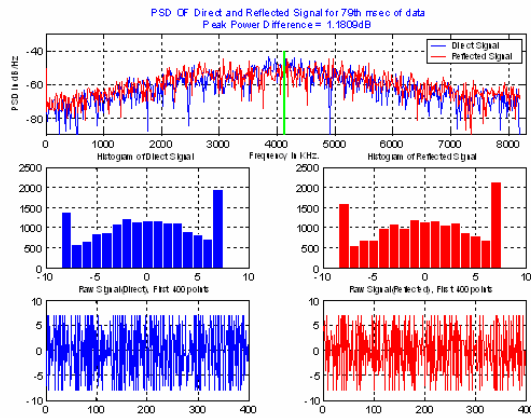 PSD OF Direct and Reflected Signal for 79th msec of data
Peak Power Difference = 1.1809dB
PSD in dB/Hz
-40
-60
-80
Direct Signal
Reflected Signal
0 1000 2000 3000 4000 5000 6000 7000 8000
Histogram of Direct Signal
Frequency in KHZ.
Histogram of Reflected Signal
2500
2000
1500
1000
500
0
-10 -5 0 5 10
2500
2000
1500
1000
500
0
-10 -5 0 5 10
Raw Signal(Direct), First 400 points
Raw Signal(Reflected), First 400 points
10
5
0
-5
-10
0 100 200 300 400
10
5
0
-5
-10
0 100 200 300 400